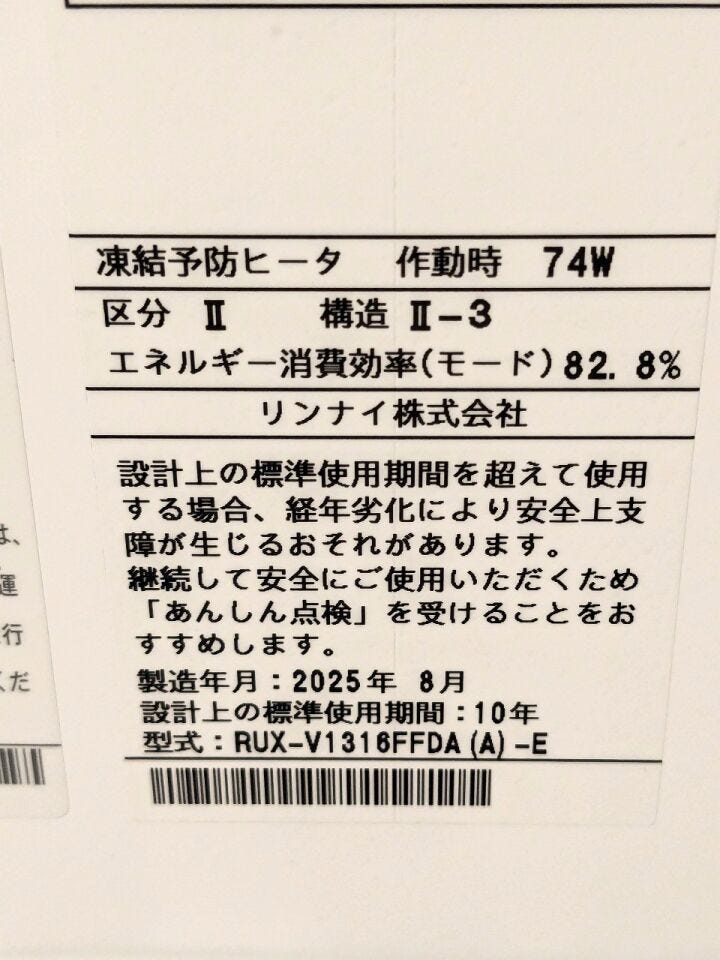 凍結予防ヒータ 作動時 74W
区分 Ⅱ 構造 Ⅱ-3
エネルギー消費効率(モード)82.8%
リンナイ株式会社
設計上の標準使用期間を超えて使用
する場合、経年劣化により安全上支
障が生じるおそれがあります。
継続して安全にご使用いただくため
「あんしん点検」を受けることをお
すすめします。
製造年月:2025年 8月
設計上の標準使用期間:10年
型式:RUX-V1316FFDA(A)-E
は、
運
行
くだ